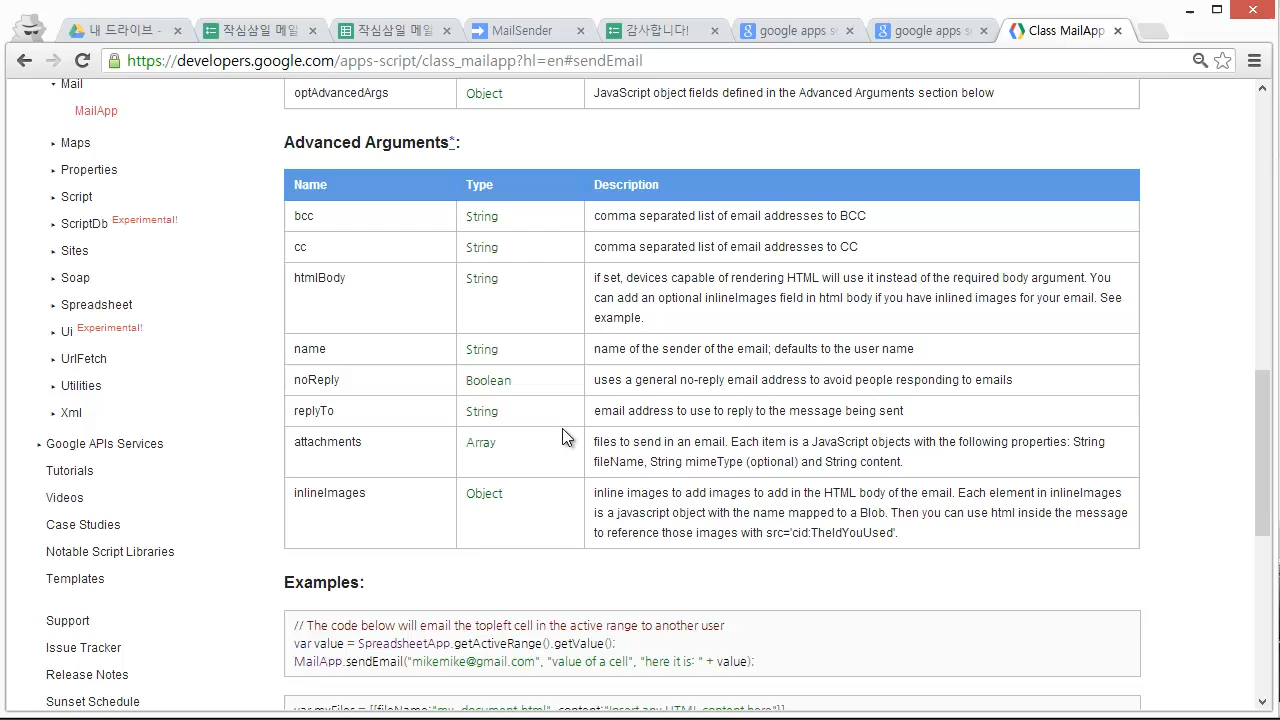 내 드라이브 -
작심삼일 메일
작심삼일 메일
MailSender
감사합니다!
google apps s
google apps s
Class MailApp
https://developers.google.com/apps-script/class_mailapp?hl=en#sendEmail
Mail
MailApp
Maps
Properties
Script
ScriptDb Experimental!
Sites
Soap
Spreadsheet
Ui Experimental!
UrlFetch
Utilities
Xml
Google APIs Services
Tutorials
Videos
Case Studies
Notable Script Libraries
Templates
Support
Issue Tracker
Release Notes
Sunset Schedule
optAdvancedArgs Object JavaScript object fields defined in the Advanced Arguments section below
Advanced Arguments*:
Name Type Description
bcc String comma separated list of email addresses to BCC
cc String comma separated list of email addresses to CC
htmlBody String if set, devices capable of rendering HTML will use it instead of the required body argument. You
can add an optional inlineImages field in html body if you have inlined images for your email. See
example.
name String name of the sender of the email; defaults to the user name
noReply Boolean uses a general no-reply email address to avoid people responding to emails
replyTo String email address to use to reply to the message being sent
attachments Array files to send in an email. Each item is a JavaScript objects with the following properties: String
fileName, String mimeType (optional) and String content.
inlineImages Object inline images to add images to add in the HTML body of the email. Each element in inlineImages
is a javascript object with the name mapped to a Blob. Then you can use html inside the message
to reference those images with src='cid:TheIdYouUsed'.
Examples:
// The code below will email the topleft cell in the active range to another user
var value = SpreadsheetApp.getActiveRange().getValue();
MailApp.sendEmail("mikemike@gmail.com", "value of a cell", "here it is: " + value);
var myFiles = [{fileName:"my_document.html", content:"Insert any HTML content here"}]